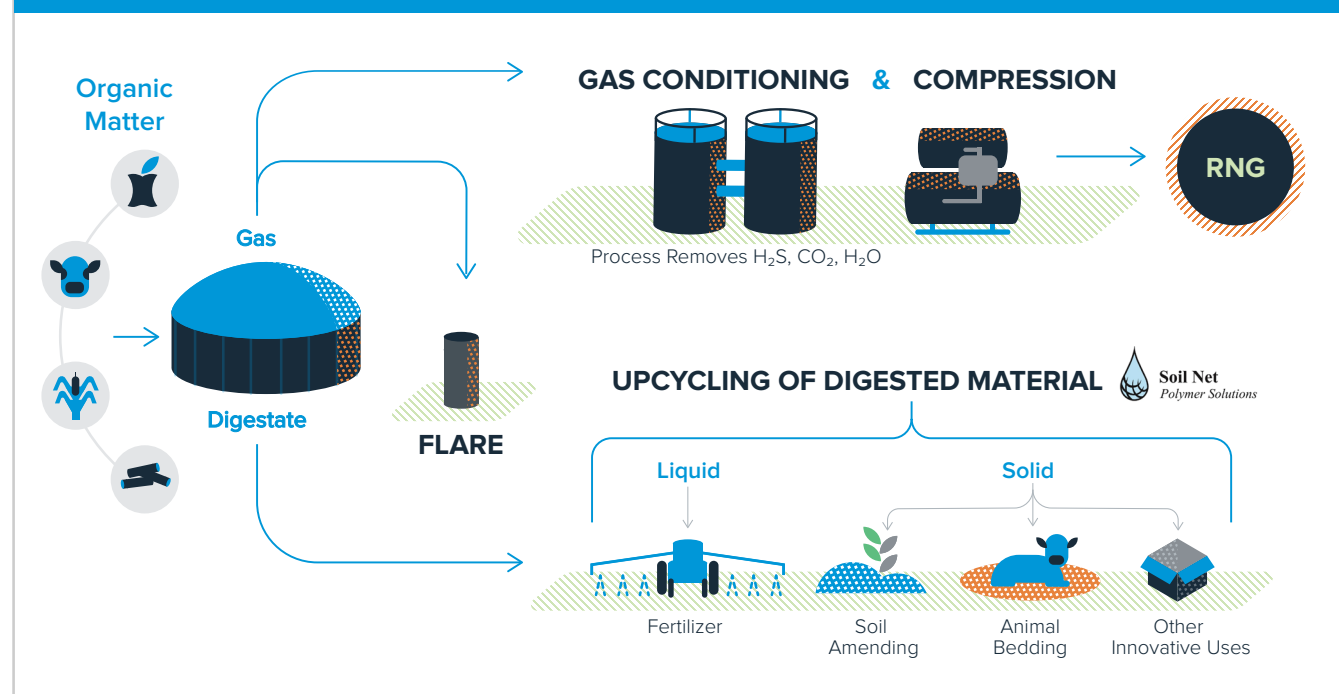 Organic
Matter
GAS CONDITIONING & COMPRESSION
RNG
Process Removes H₂S, CO₂, H₂O
Gas
Digestate
FLARE
UPCYCLING OF DIGESTED MATERIAL
Soil Net
Polymer Solutions
Liquid
Solid
Fertilizer
Soil
Amending
Animal
Bedding
Other
Innovative Uses